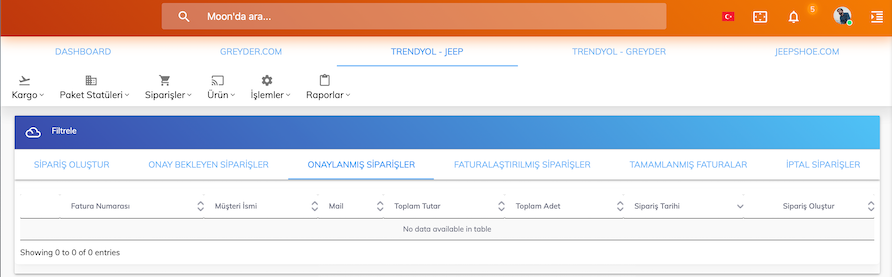 Moon'da ara...
5
DASHBOARD GREYDER.COM TRENDYOL - JEEP TRENDYOL - GREYDER JEEPSHOE.COM
Kargo Paket Statüleri Siparişler Ürün İşlemler Raporlar
Filtrele
SİPARİŞ OLUŞTUR ONAY BEKLEYEN SİPARİŞLER ONAYLANMIŞ SİPARİŞLER FATURALAŞTIRILMIŞ SİPARİŞLER TAMAMLANMIŞ FATURALAR İPTAL SİPARİŞLER
Fatura Numarası Müşteri İsmi Mail Toplam Tutar Toplam Adet Sipariş Tarihi Sipariş Oluştur
No data available in table
Showing 0 to 0 of 0 entries